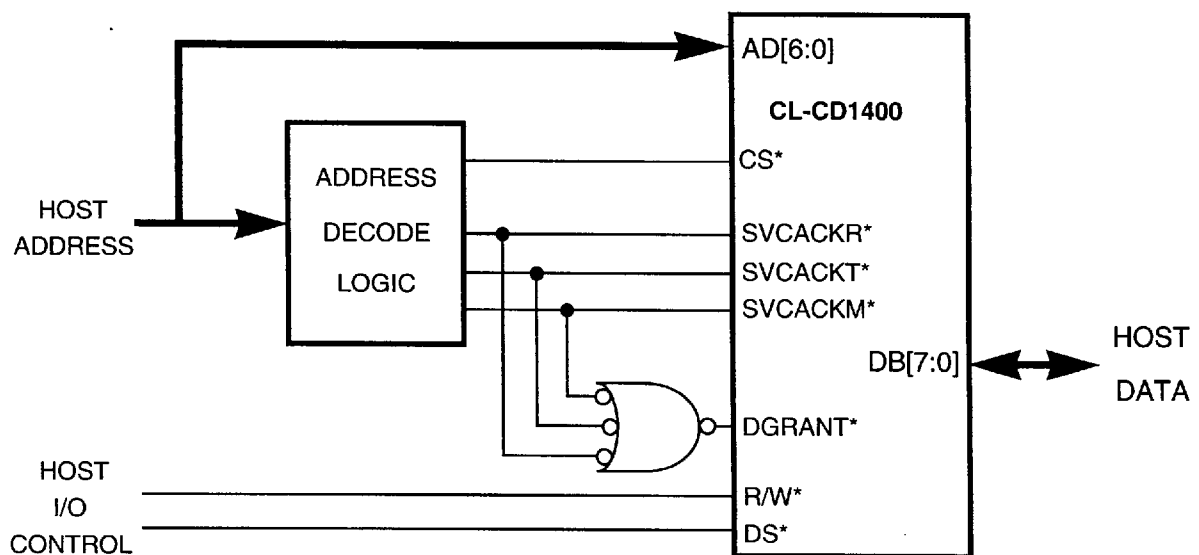 AD[6:0]
CL-CD1400
CS*
ADDRESS
DECODE
LOGIC
HOST
ADDRESS
SVCACKR*
SVCACKT*
SVCACKM*
DB[7:0]
HOST
DATA
DGRANT*
HOST
I/O
CONTROL
R/W*
DS*